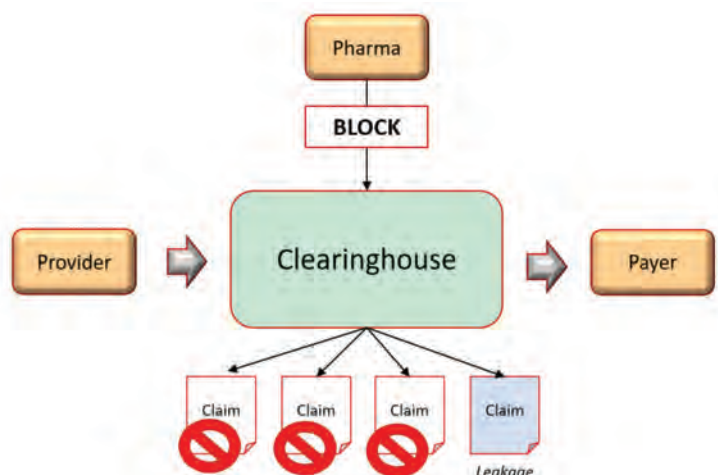 Pharma
BLOCK
Provider
Clearinghouse
Payer
Claim
Claim
Claim
Claim
Leakage